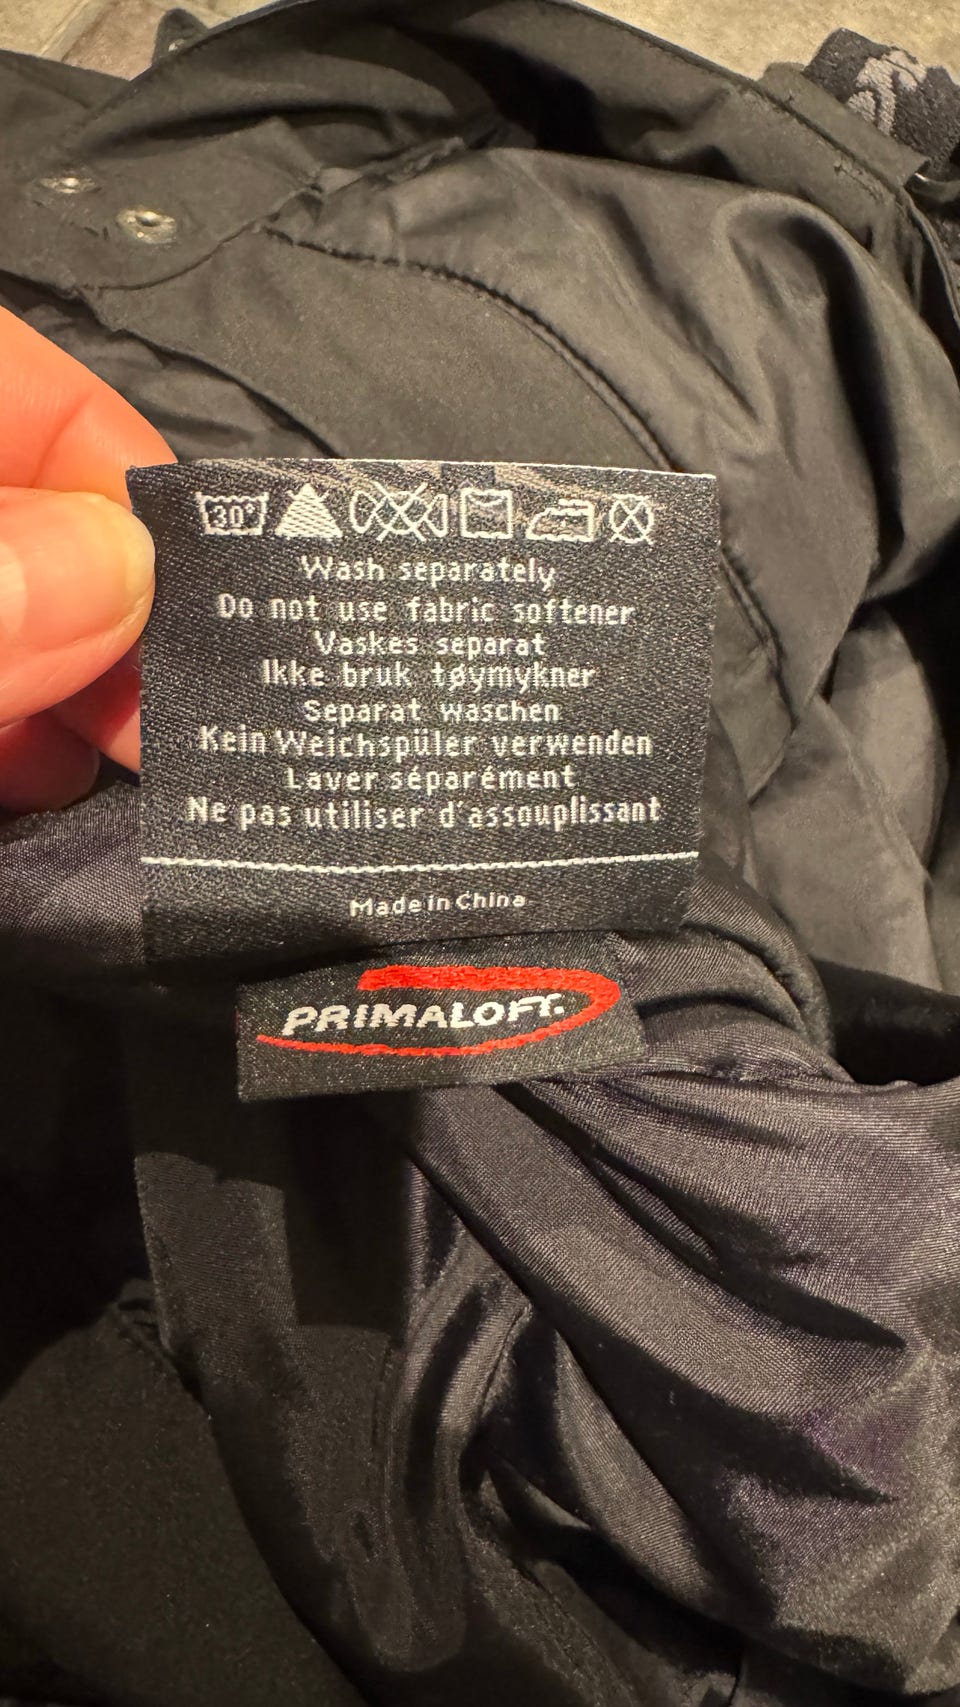 30°
Wash separately
Do not use fabric softener
Vaskes separat
Ikke bruk tøymykner
Separat waschen
Kein Weichspüler verwenden
Laver séparément
Ne pas utiliser d'assouplissant
Made in China
PRIMALOFT.